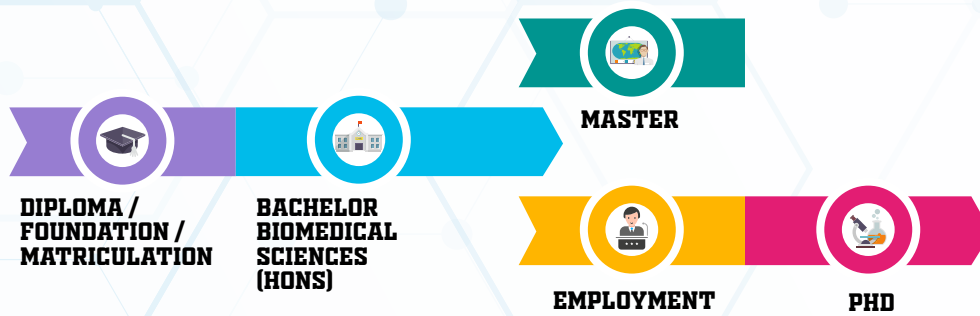 DIPLOMA /
FOUNDATION /
MATRICULATION
BACHELOR
BIOMEDICAL
SCIENCES
(HONS)
MASTER
EMPLOYMENT
PHD